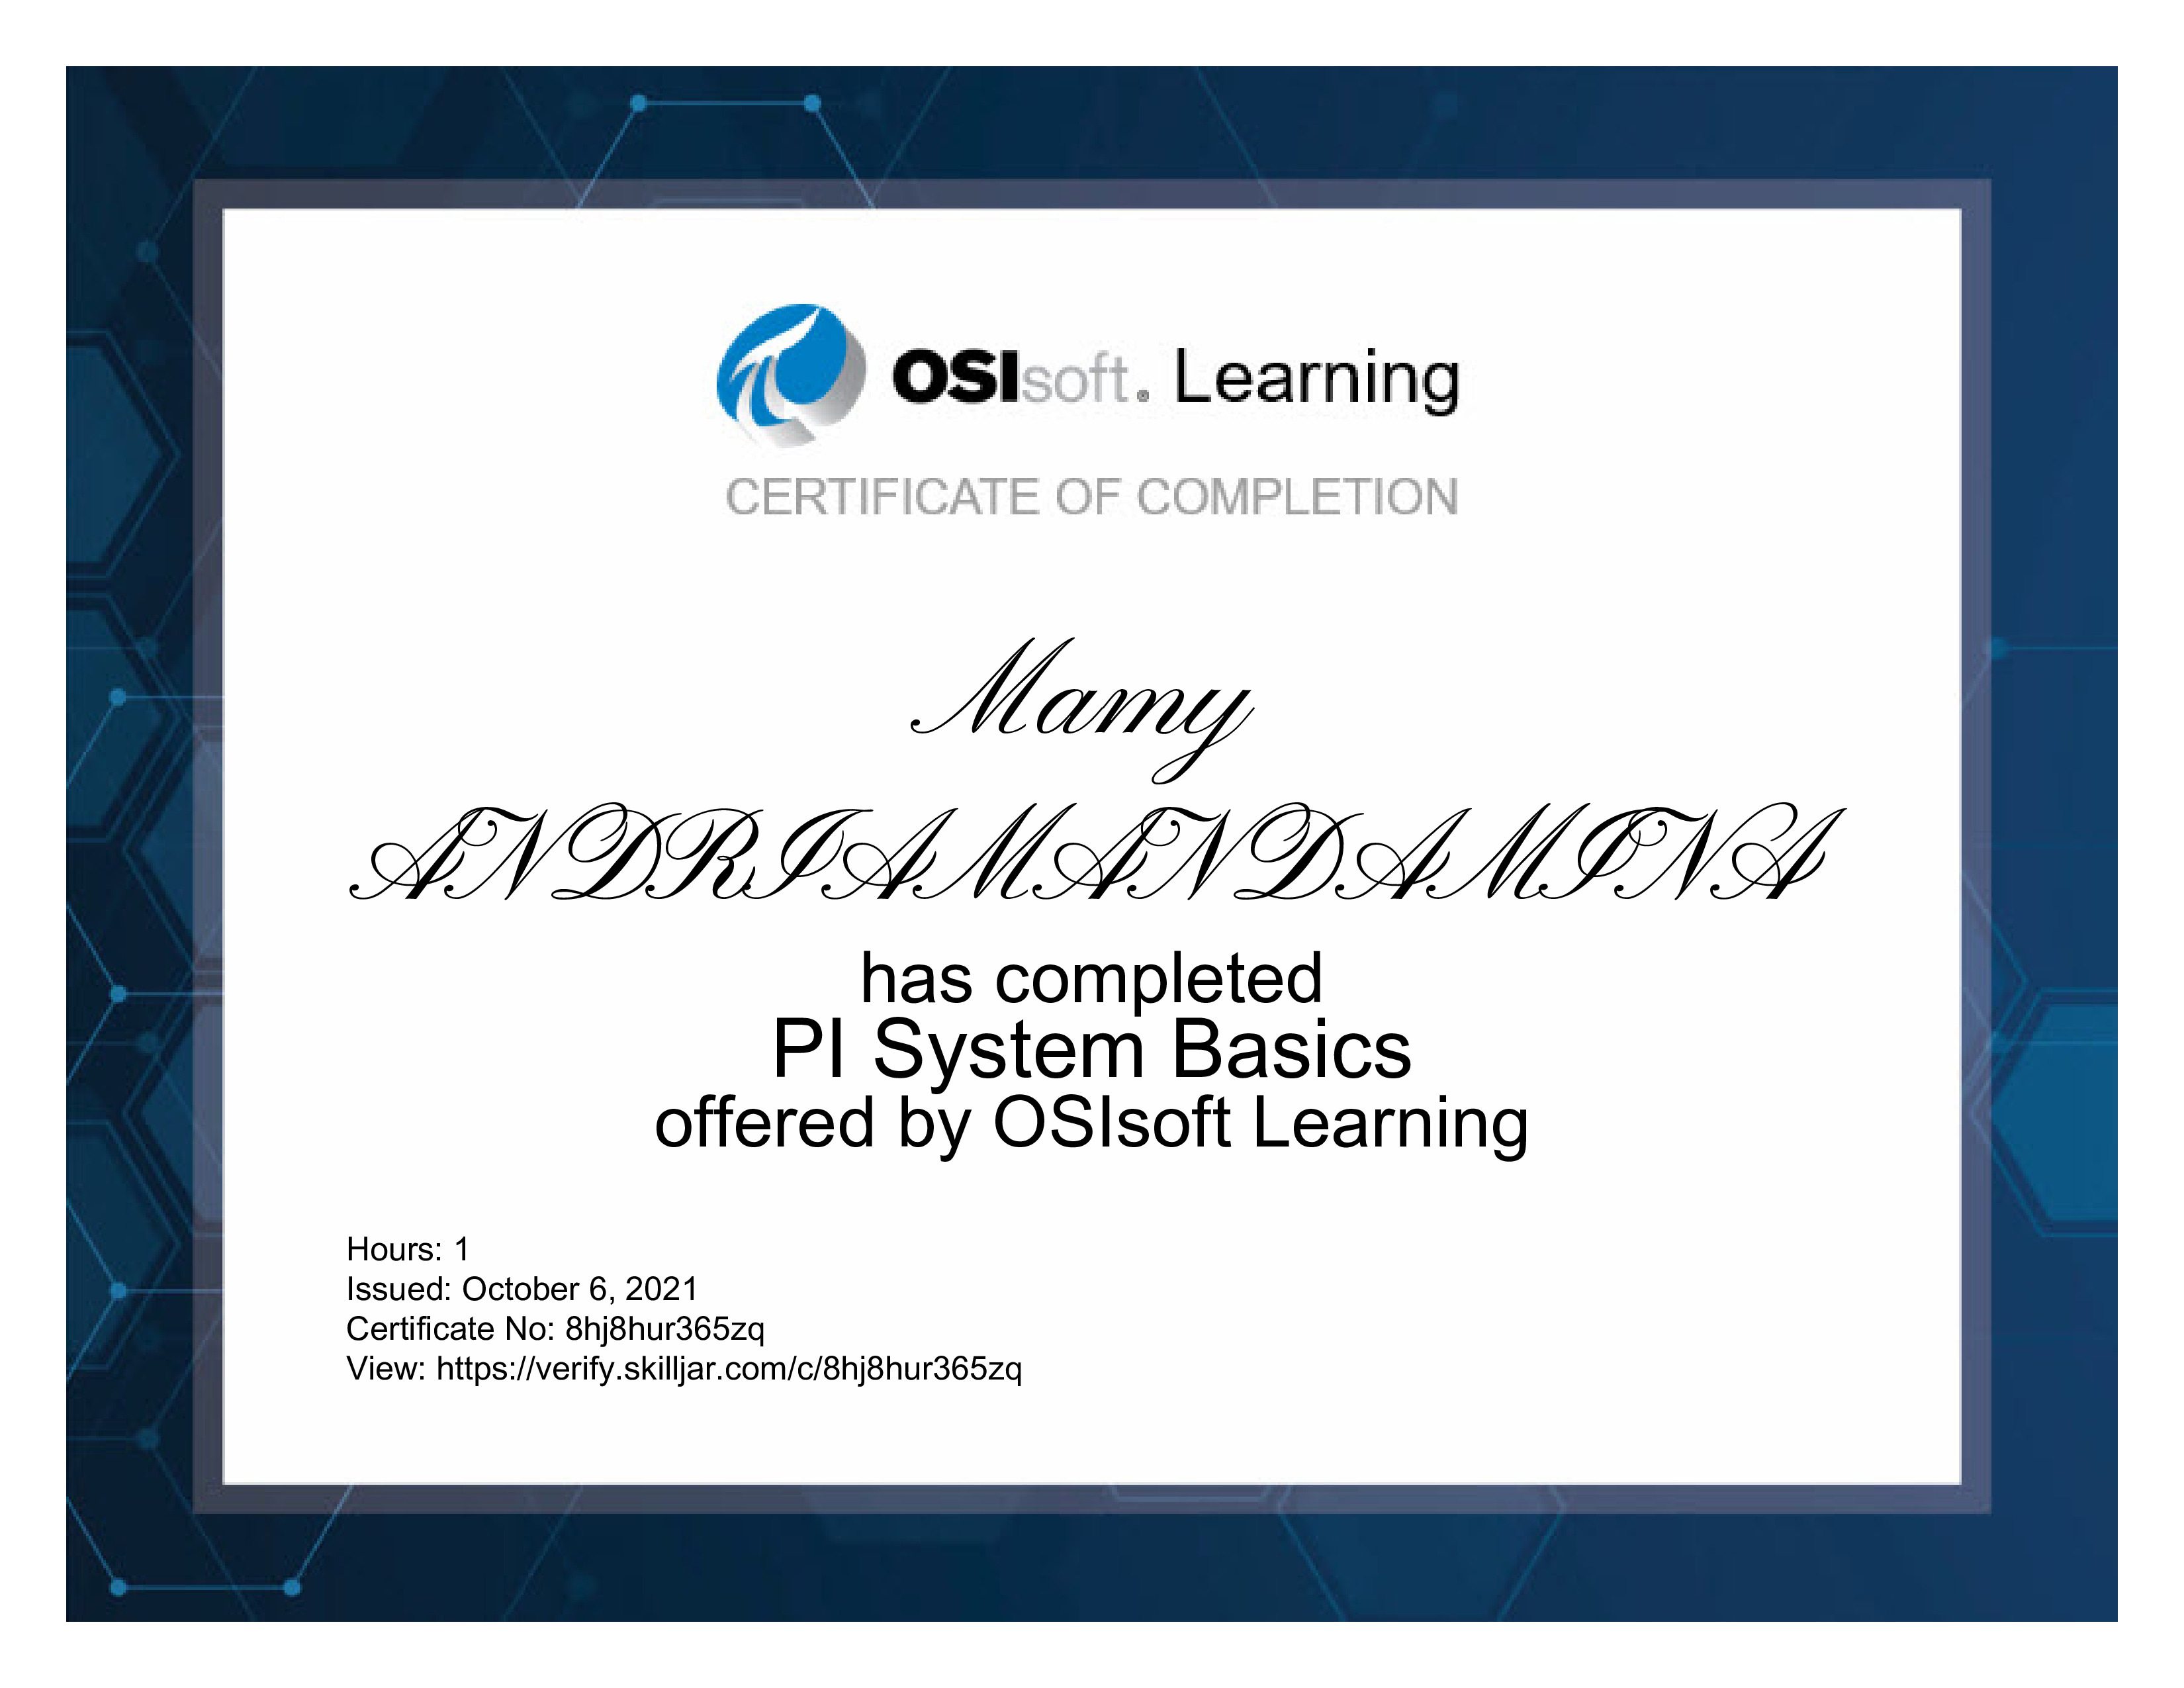 OSIsoft. Learning
CERTIFICATE OF COMPLETION
Mamy
ANDRIAMANDAMINA
has completed
PI System Basics
offered by OSIsoft Learning
Hours: 1
Issued: October 6, 2021
Certificate No: 8hj8hur365zq
View: https://verify.skilljar.com/c/8hj8hur365zq